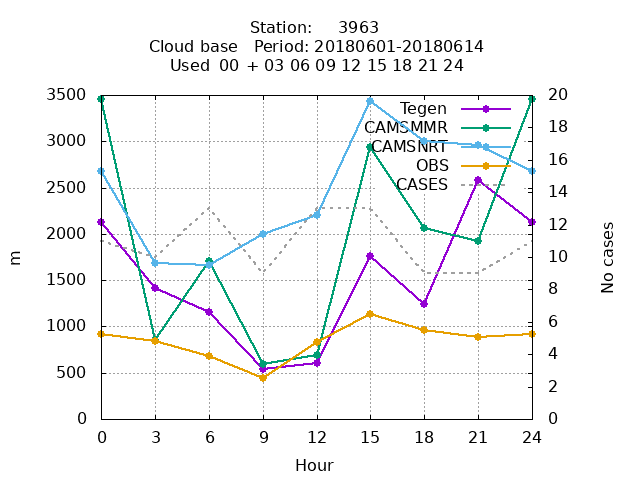 Station: 3963
Cloud base Period: 20180601-20180614
Used 00 + 03 06 09 12 15 18 21 24
3500
3000
2500
2000
1500
1000
500
0
m
20
18
16
14
12
10
8
6
4
2
0
No cases
Tegen
CAMSMMR
CAMSNRT
OBS
CASES
0 3 6 9 12 15 18 21 24
Hour